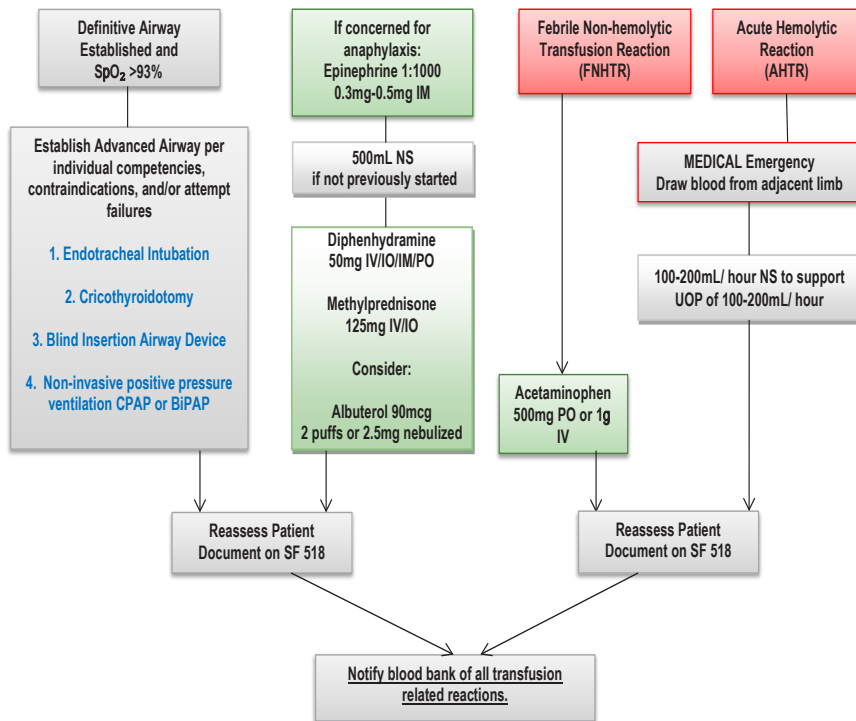 Definitive Airway
Established and
SpO₂ >93%
Establish Advanced Airway per
individual competencies,
contraindications, and/or attempt
failures
1. Endotracheal Intubation
2. Cricothyroidotomy
3. Blind Insertion Airway Device
4. Non-invasive positive pressure
ventilation CPAP or BiPAP
If concerned for
anaphylaxis:
Epinephrine 1:1000
0.3mg-0.5mg IM
500mL NS
if not previously started
Diphenhydramine
50mg IV/IO/IM/PO
Methylprednisone
125mg IV/IO
Consider:
Albuterol 90mcg
2 puffs or 2.5mg nebulized
Reassess Patient
Document on SF 518
Febrile Non-hemolytic
Transfusion Reaction
(FNHTR)
Acetaminophen
500mg PO or 1g
IV
Acute Hemolytic
Reaction
(AHTR)
MEDICAL Emergency
Draw blood from adjacent limb
100-200mL/ hour NS to support
UOP of 100-200mL/ hour
Reassess Patient
Document on SF 518
Notify blood bank of all transfusion
related reactions.